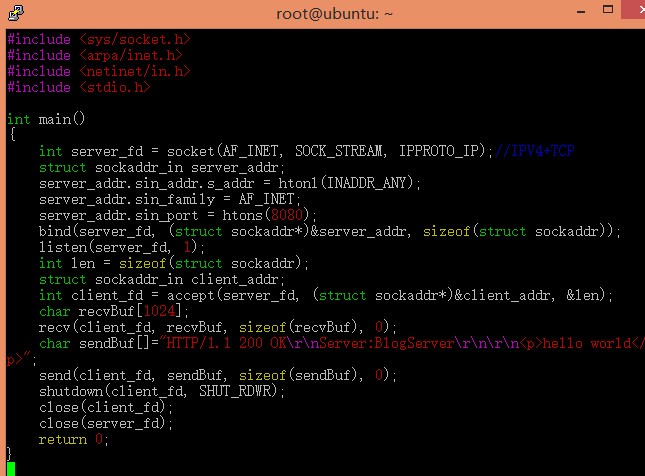 root@ubuntu: ~
#include <sys/socket.h>
#include <arpa/inet.h>
#include <netinet/in.h>
#include <stdio.h>
int main()
{
    int server_fd = socket(AF_INET, SOCK_STREAM, IPPROTO_IP);//IPV4+TCP
    struct sockaddr_in server_addr;
    server_addr.sin_addr.s_addr = htonl(INADDR_ANY);
    server_addr.sin_family = AF_INET;
    server_addr.sin_port = htons(8080);
    bind(server_fd, (struct sockaddr*)&server_addr, sizeof(struct sockaddr));
    listen(server_fd, 1);
    int len = sizeof(struct sockaddr);
    struct sockaddr_in client_addr;
    int client_fd = accept(server_fd, (struct sockaddr*)&client_addr, &len);
    char recvBuf[1024];
    recv(client_fd, recvBuf, sizeof(recvBuf), 0);
    char sendBuf[]="HTTP/1.1 200 OK\r\nServer:BlogServer\r\n\r\n<p>hello world</
p>";
    send(client_fd, sendBuf, sizeof(sendBuf), 0);
    shutdown(client_fd, SHUT_RDWR);
    close(client_fd);
    close(server_fd);
    return 0;
}